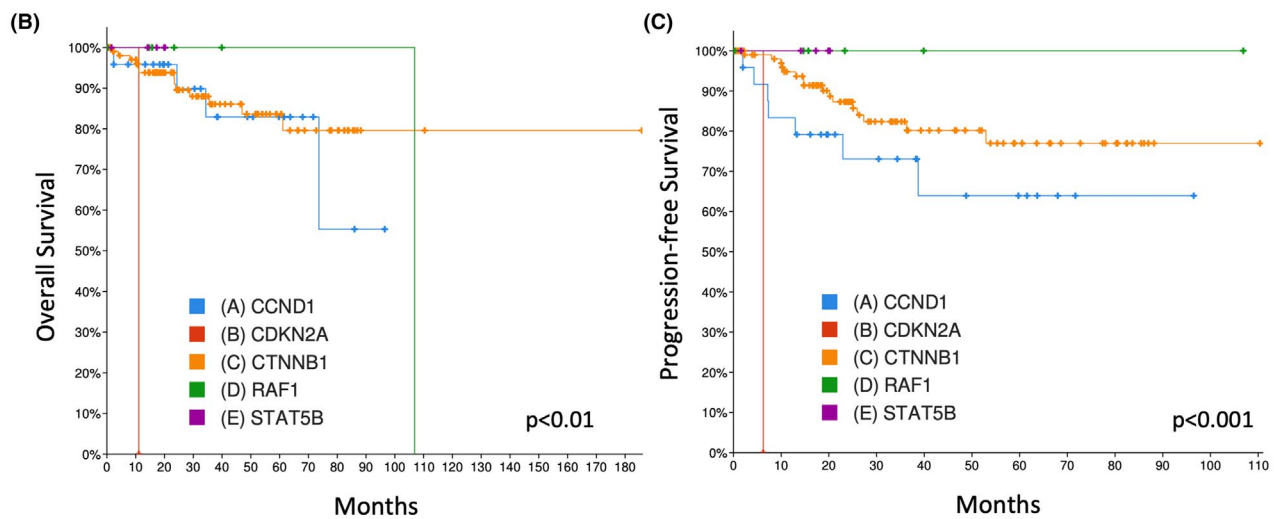 (B)
Overall Survival
100%
90%
80%
70%
60%
50%
40%
30%
20%
10%
0%
(A) CCND1
(B) CDKN2A
(C) CTNNB1
(D) RAF1
(E) STAT5B
p<0.01
0 10 20 30 40 50 60 70 80 90 100 110 120 130 140 150 160 170 180
Months
(C)
Progression-free Survival
100%
90%
80%
70%
60%
50%
40%
30%
20%
10%
0%
(A) CCND1
(B) CDKN2A
(C) CTNNB1
(D) RAF1
(E) STAT5B
p<0.001
0 10 20 30 40 50 60 70 80 90 100 110
Months